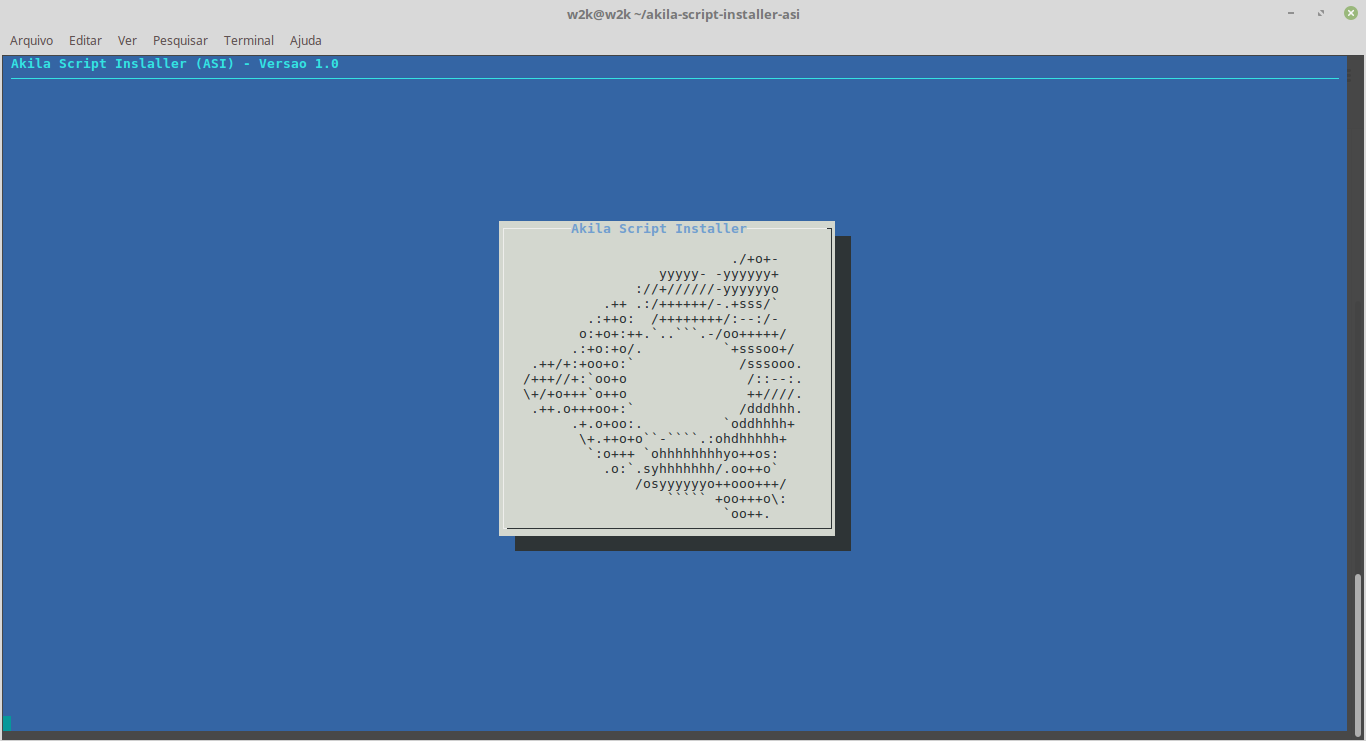 w2k@w2k ~/akila-script-installer-asi
Arquivo Editar Ver Pesquisar Terminal Ajuda
Akila Script Inslaller (ASI) - Versao 1.0
Akila Script Installer
                          ./+o+-
                 yyyyy- -yyyyyy+
              ://+//////-yyyyyyo
          .++ .:/++++++/-.+sss/`
        .:++o:  /++++++++/:--:/-
       o:+o+:++.`..```.-/oo+++++/
      .:+o:+o/.          `+sssoo+/
 .++/+:+oo+o:`             /sssooo.
/+++//+:`oo+o               /::--:.
\+/+o+++`o++o               ++////.
 .++.o+++oo+:`             /dddhhh.
      .+.o+oo:.          `oddhhhh+
       \+.++o+o``-````.:ohdhhhhh+
        `:o+++ `ohhhhhhhhyo++os:
          .o:`.syhhhhhhh/.oo++o`
              /osyyyyyyo++ooo+++/
                  ````` +oo+++o\:
                         `oo++.